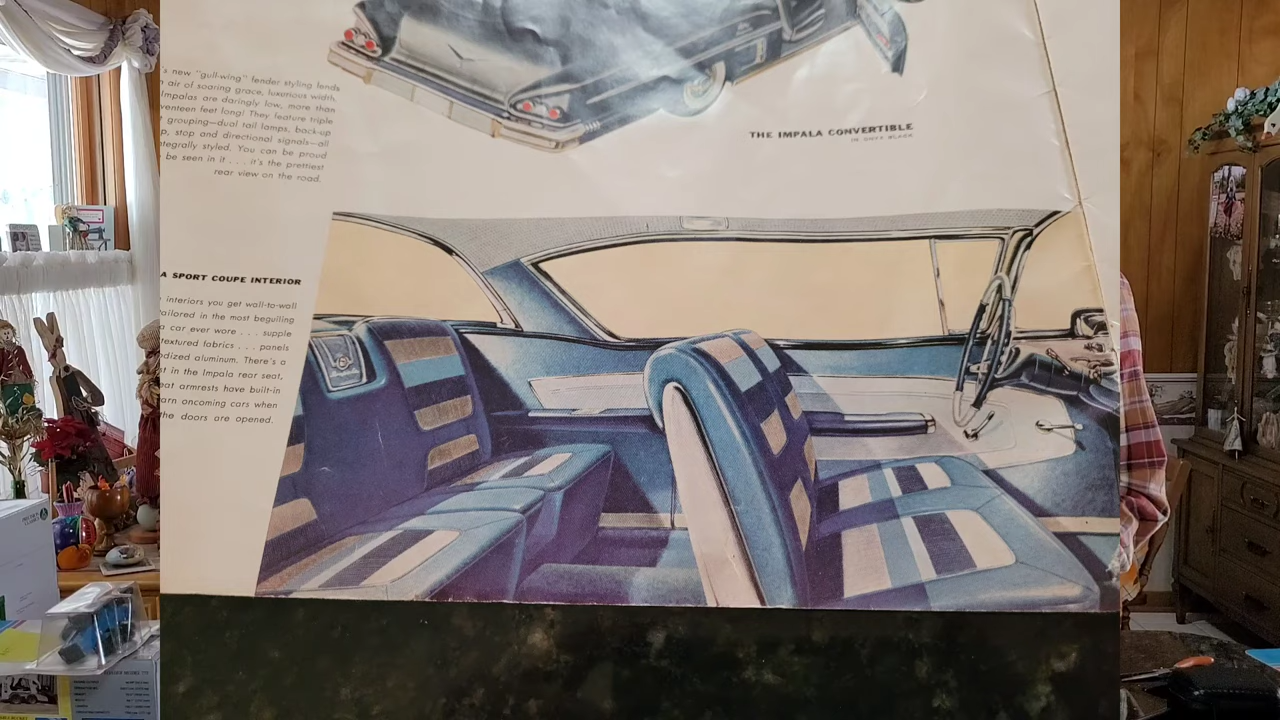 s new "gull-wing" fender styling lends
air of soaring grace, luxurious width.
Impalas are daringly low, more than
venteen feet long! They feature triple
grouping—dual tail lamps, back-up
p, stop and directional signals—all
tegrally styled. You can be proud
be seen in it . . . it's the prettiest
rear view on the road.
THE IMPALA CONVERTIBLE
IN ONYX BLACK
A SPORT COUPE INTERIOR
interiors you get wall-to-wall
ailored in the most beguiling
a car ever wore . . . supple
textured fabrics . . . panels
dized aluminum. There's a
in the Impala rear seat,
eat armrests have built-in
arn oncoming cars when
the doors are opened.